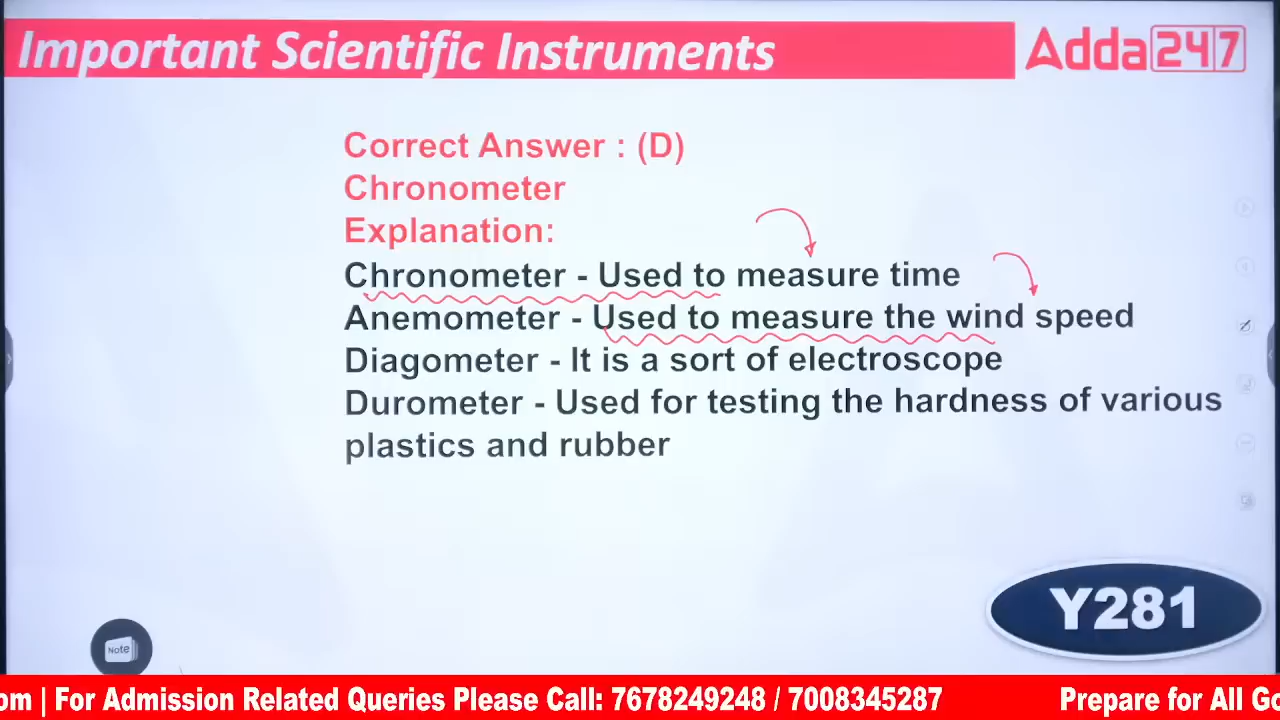 Important Scientific Instruments
Adda247
Correct Answer : (D)
Chronometer
Explanation:
Chronometer - Used to measure time
Anemometer - Used to measure the wind speed
Diagometer - It is a sort of electroscope
Durometer - Used for testing the hardness of various
plastics and rubber
Y281
Note
om | For Admission Related Queries Please Call: 7678249248 / 7008345287
Prepare for All Go